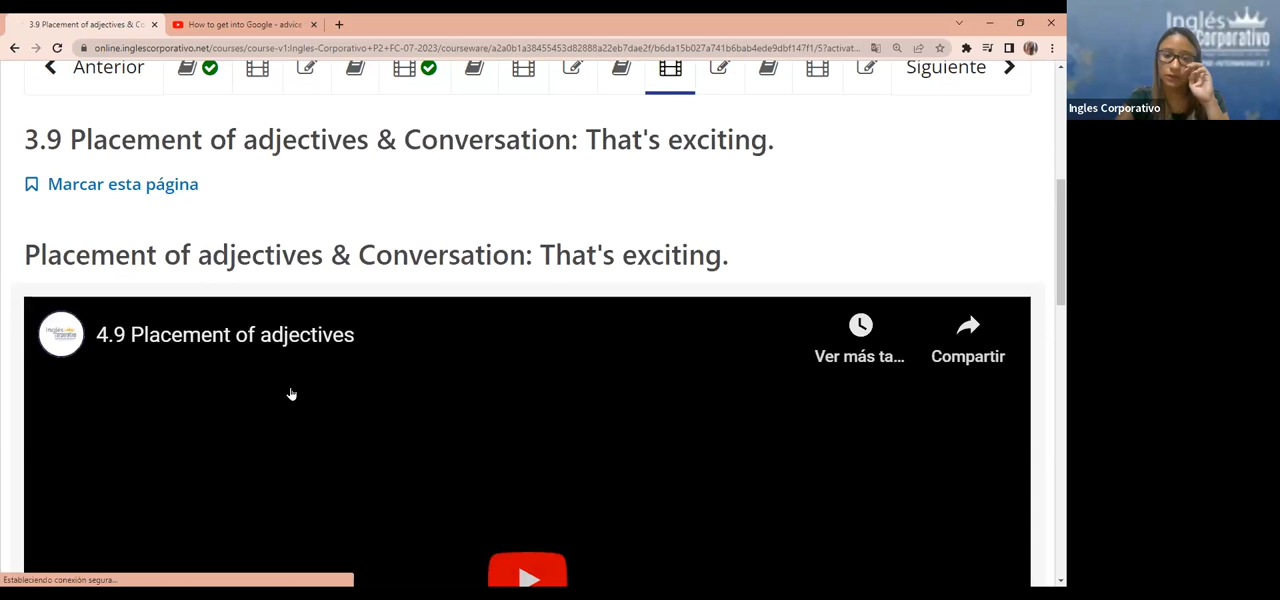 3.9 Placement of adjectives & Co
How to get into Google - advice
online.inglescorporativo.net/courses/course-v1:Ingles-Corporativo+P2+FC-07-2023/courseware/a2a0b1a38455453d82888a22eb7dae2f/b6da15b027a741b6bab4ede9dbf147f1/5?activat...
Anterior
Siguiente
3.9 Placement of adjectives & Conversation: That's exciting.
Marcar esta página
Placement of adjectives & Conversation: That's exciting.
4.9 Placement of adjectives
Ver más ta...
Compartir
Estableciendo conexión segura...
Inglés
Corporativo
Ingles Corporativo